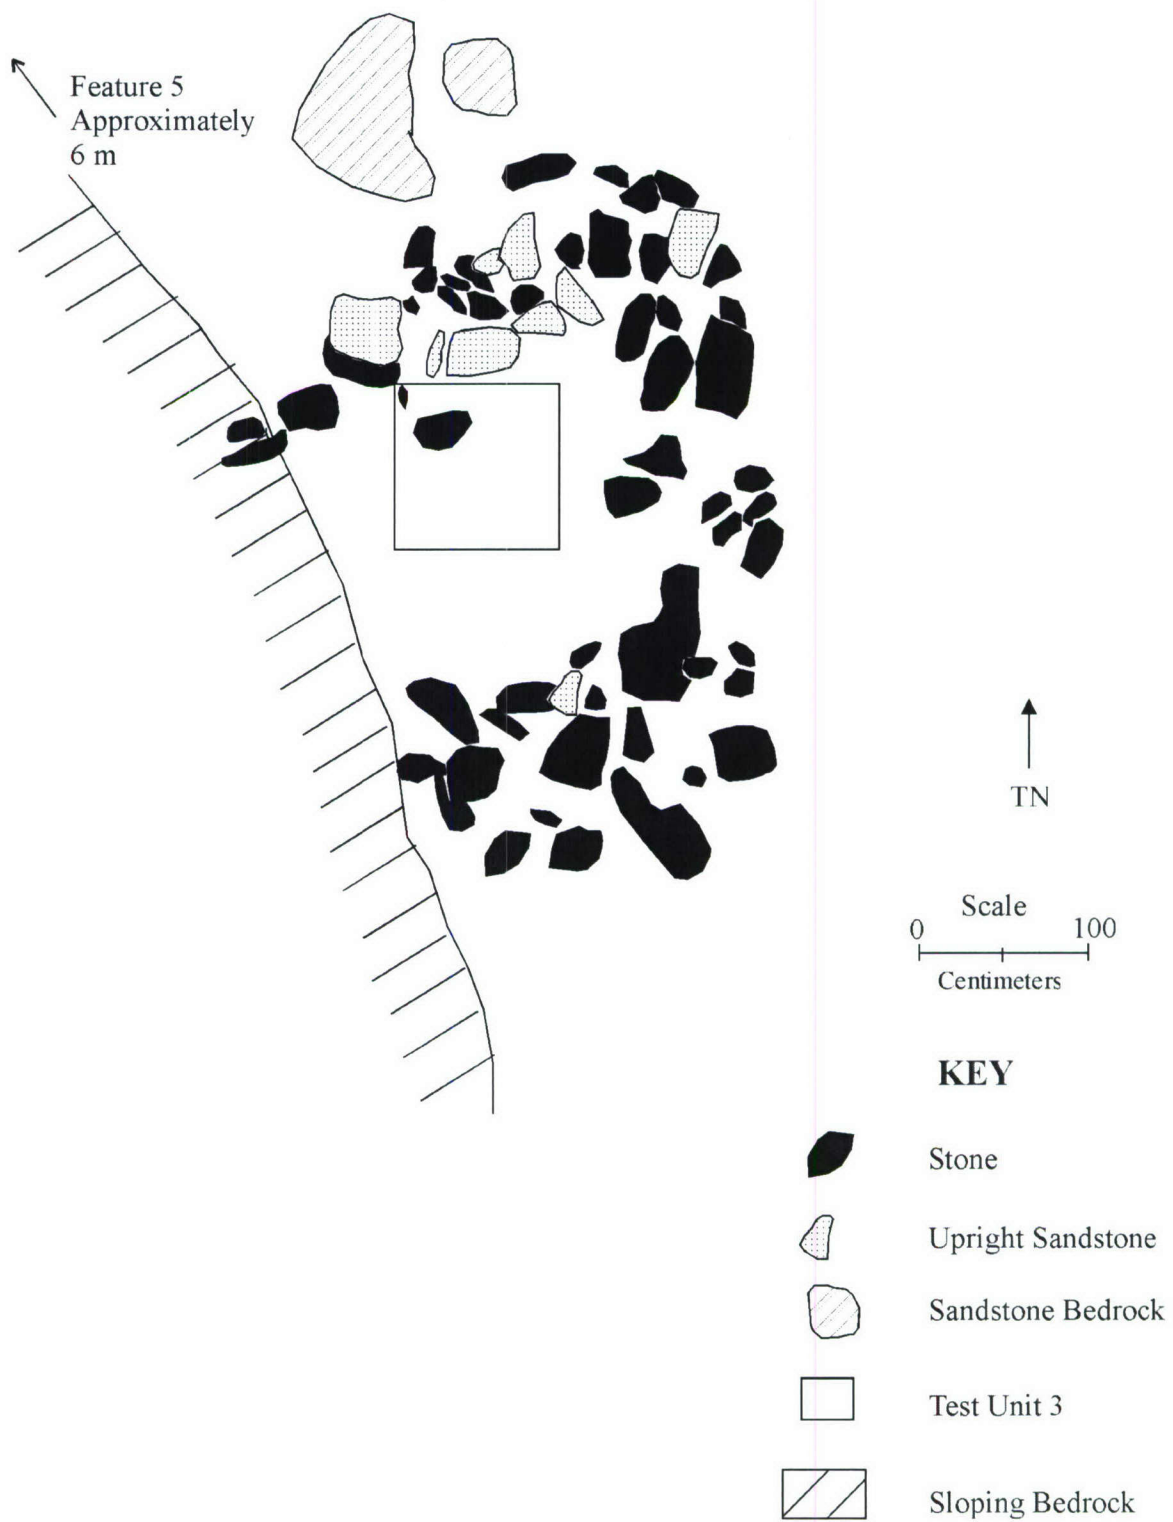 Feature 5
Approximately
6 m
TN
Scale
0 100
Centimeters
KEY
Stone
Upright Sandstone
Sandstone Bedrock
Test Unit 3
Sloping Bedrock